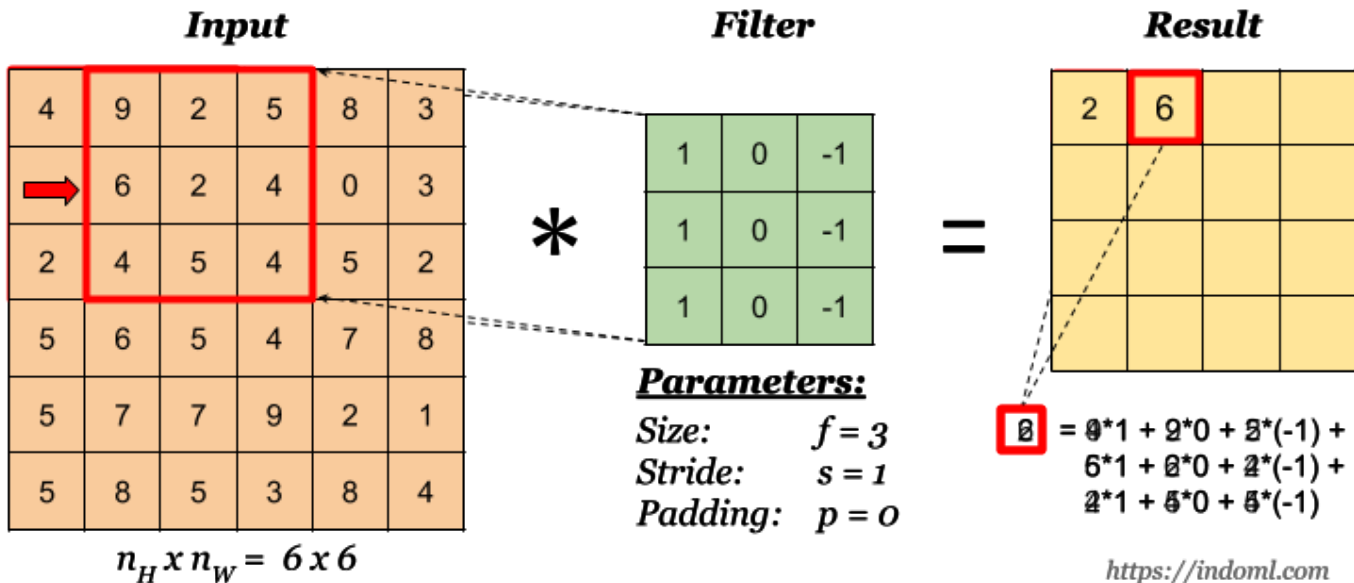 Input
4 9 2 5 8 3
6 2 4 0 3
2 4 5 4 5 2
5 6 5 4 7 8
5 7 7 9 2 1
5 8 5 3 8 4
n_H x n_W = 6 x 6
*
Filter
1 0 -1
1 0 -1
1 0 -1
Parameters:
Size: f = 3
Stride: s = 1
Padding: p = 0
=
Result
2 6
= *1 + *0 + *(-1) +
*1 + *0 + *(-1) +
*1 + *0 + *(-1)
https://indoml.com